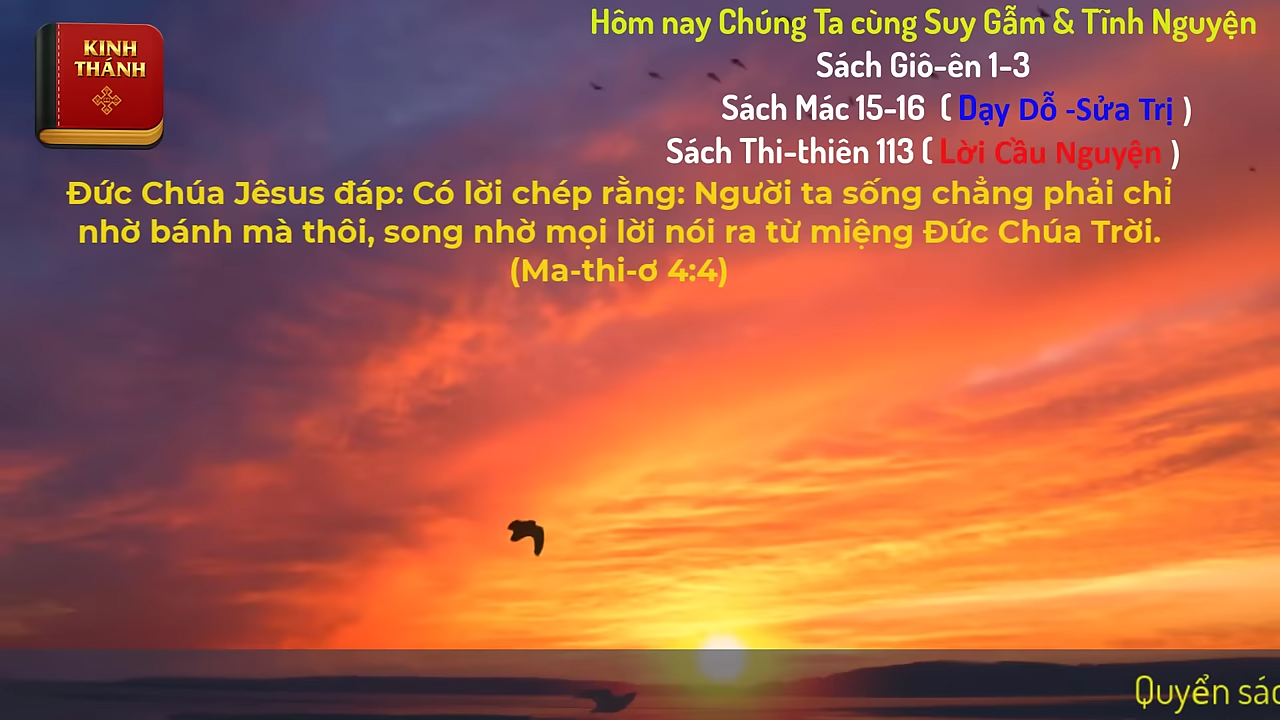 KINH
THÁNH
Hôm nay Chúng Ta cùng Suy Gẫm & Tĩnh Nguyện
Sách Giô-ên 1-3
Sách Mác 15-16 ( Dạy Dỗ -Sửa Trị )
Sách Thi-thiên 113 ( Lời Cầu Nguyện )
Đức Chúa Jêsus đáp: Có lời chép rằng: Người ta sống chẳng phải chỉ
nhờ bánh mà thôi, song nhờ mọi lời nói ra từ miệng Đức Chúa Trời.
(Ma-thi-ơ 4:4)
Quyển